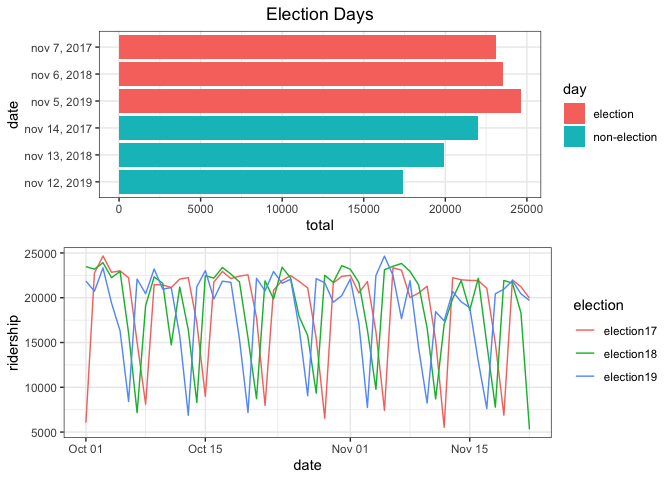 Election Days
nov 7, 2017
nov 6, 2018
nov 5, 2019
nov 14, 2017
nov 13, 2018
nov 12, 2019
date
0 5000 10000 15000 20000 25000
total
day
election
non-election
25000
20000
15000
10000
5000
ridership
Oct 01 Oct 15 Nov 01 Nov 15
date
election
election17
election18
election19